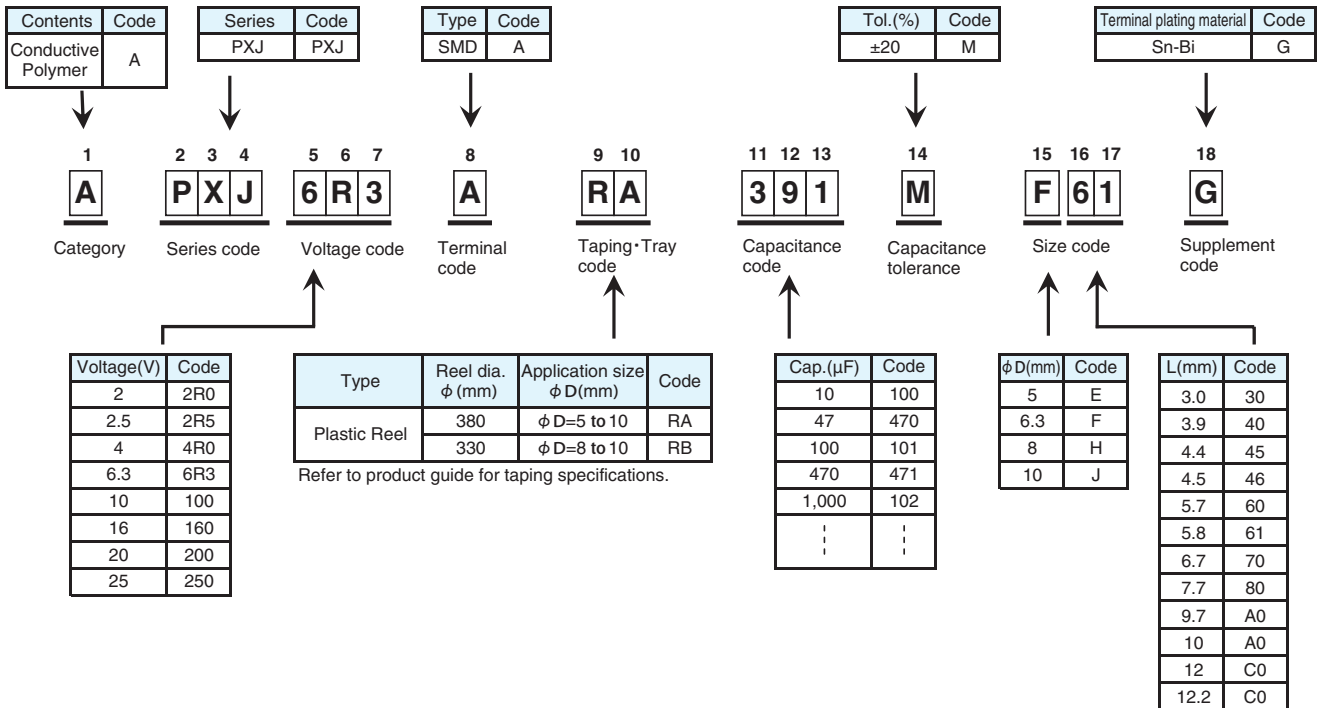 Contents Code
Conductive Polymer A
Series Code
PXJ PXJ
Type Code
SMD A
Tol.(%) Code
±20 M
Terminal plating material Code
Sn-Bi G
1 2 3 4 5 6 7 8 9 10 11 12 13 14 15 16 17 18
A P X J 6 R 3 A R A 3 9 1 M F 6 1 G
Category
Series code
Voltage code
Terminal
code
Taping・Tray
code
Capacitance
code
Capacitance
tolerance
Size code
Supplement
code
Voltage(V) Code
2 2R0
2.5 2R5
4 4R0
6.3 6R3
10 100
16 160
20 200
25 250
Type Reel dia. φ (mm) Application size φ D(mm) Code
Plastic Reel 380 φ D=5 to 10 RA
330 φ D=8 to 10 RB
Refer to product guide for taping specifications.
Cap.(µF) Code
10 100
47 470
100 101
470 471
1,000 102
φ D(mm) Code
5 E
6.3 F
8 H
10 J
L(mm) Code
3.0 30
3.9 40
4.4 45
4.5 46
5.7 60
5.8 61
6.7 70
7.7 80
9.7 A0
10 A0
12 C0
12.2 C0